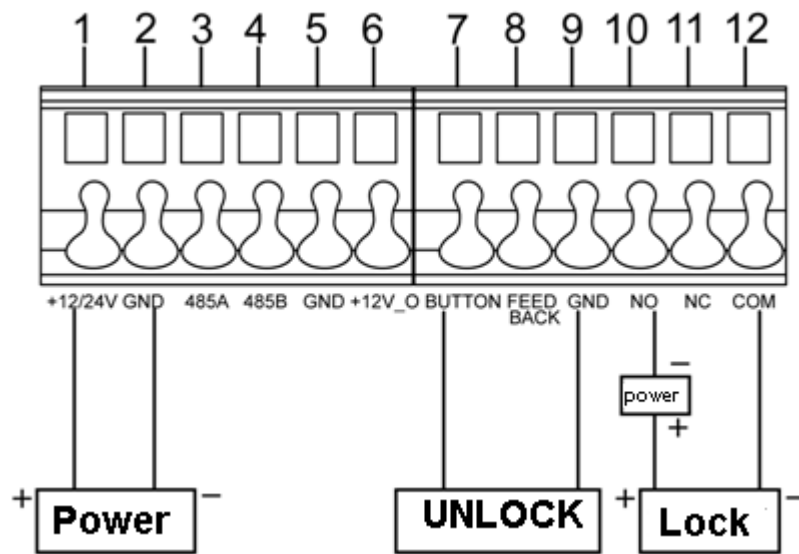 1 2 3 4 5 6 7 8 9 10 11 12
+12/24V GND 485A 485B GND +12V_O BUTTON FEED BACK GND NO NC COM
−
power
+
+ Power − UNLOCK + Lock −